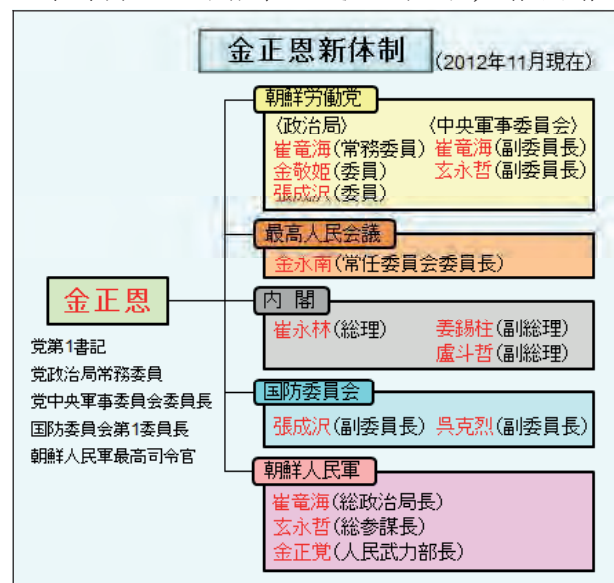 金正恩新体制 (2012年11月現在)
朝鮮労働党
〈政治局〉 〈中央軍事委員会〉
崔竜海(常務委員) 崔竜海(副委員長)
金敬姫(委員) 玄永哲(副委員長)
張成沢(委員)
最高人民会議
金永南(常任委員会委員長)
金正恩
党第1書記
党政治局常務委員
党中央軍事委員会委員長
国防委員会第1委員長
朝鮮人民軍最高司令官
内閣
崔永林(総理) 姜錫柱(副総理)
盧斗哲(副総理)
国防委員会
張成沢(副委員長) 呉克烈(副委員長)
朝鮮人民軍
崔竜海(総政治局長)
玄永哲(総参謀長)
金正覚(人民武力部長)